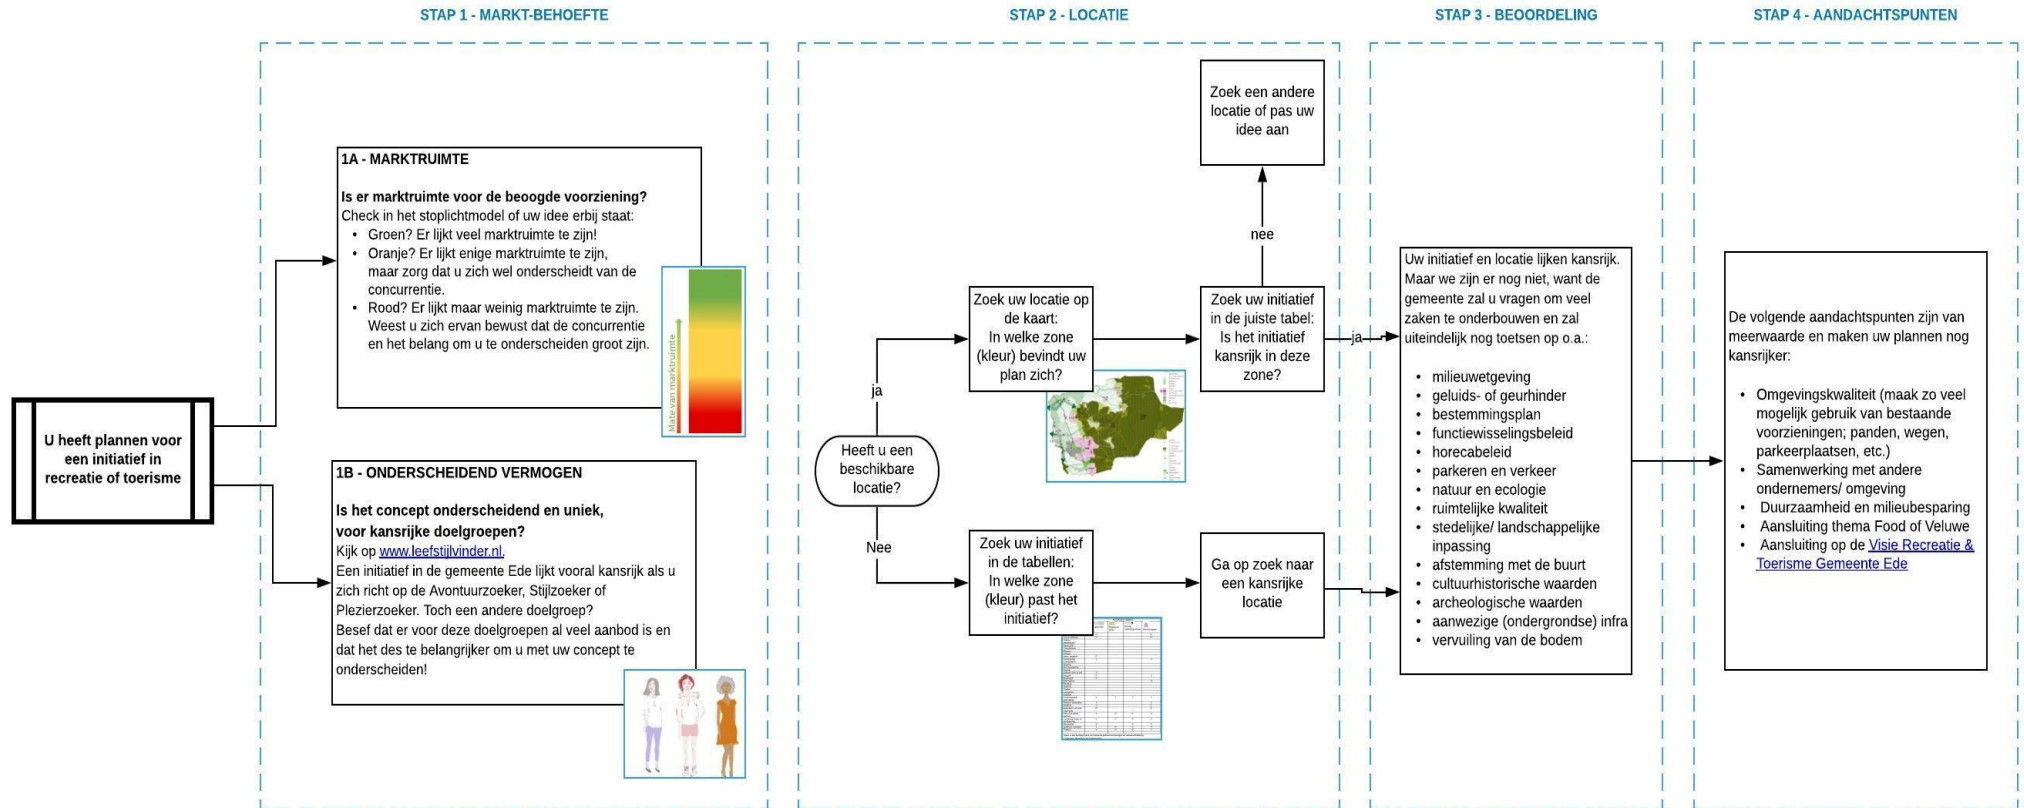 STAP 1 - MARKT-BEHOEFTE
STAP 2 - LOCATIE
STAP 3 - BEOORDELING
STAP 4 - AANDACHTSPUNTEN
U heeft plannen voor
een initiatief in
recreatie of toerisme
1A - MARKTRUIMTE
Is er marktruimte voor de beoogde voorziening?
Check in het stoplichtmodel of uw idee erbij staat:
• Groen? Er lijkt veel marktruimte te zijn!
• Oranje? Er lijkt enige marktruimte te zijn,
maar zorg dat u zich wel onderscheidt van de
concurrentie.
• Rood? Er lijkt maar weinig marktruimte te zijn.
Weest u zich ervan bewust dat de concurrentie
en het belang om u te onderscheiden groot zijn.
Mate van marktruimte
1B - ONDERSCHEIDEND VERMOGEN
Is het concept onderscheidend en uniek,
voor kansrijke doelgroepen?
Kijk op www.leefstijlvinder.nl.
Een initiatief in de gemeente Ede lijkt vooral kansrijk als u
zich richt op de Avontuurzoeker, Stijlzoeker of
Plezierzoeker. Toch een andere doelgroep?
Besef dat er voor deze doelgroepen al veel aanbod is en
dat het des te belangrijker om u met uw concept te
onderscheiden!
Heeft u een
beschikbare
locatie?
ja
Zoek uw locatie op
de kaart:
In welke zone
(kleur) bevindt uw
plan zich?
Zoek uw initiatief
in de juiste tabel:
Is het initiatief
kansrijk in deze
zone?
nee
Zoek een andere
locatie of pas uw
idee aan
ja
Nee
Zoek uw initiatief
in de tabellen:
In welke zone
(kleur) past het
initiatief?
Ga op zoek naar
een kansrijke
locatie
Uw initiatief en locatie lijken kansrijk.
Maar we zijn er nog niet, want de
gemeente zal u vragen om veel
zaken te onderbouwen en zal
uiteindelijk nog toetsen op o.a.:
• milieuwetgeving
• geluids- of geurhinder
• bestemmingsplan
• functiewisselingsbeleid
• horecabeleid
• parkeren en verkeer
• natuur en ecologie
• ruimtelijke kwaliteit
• stedelijke/ landschappelijke
inpassing
• afstemming met de buurt
• cultuurhistorische waarden
• archeologische waarden
• aanwezige (ondergrondse) infra
• vervuiling van de bodem
De volgende aandachtspunten zijn van
meerwaarde en maken uw plannen nog
kansrijker:
• Omgevingskwaliteit (maak zo veel
mogelijk gebruik van bestaande
voorzieningen; panden, wegen,
parkeerplaatsen, etc.)
• Samenwerking met andere
ondernemers/ omgeving
• Duurzaamheid en milieubesparing
• Aansluiting thema Food of Veluwe
• Aansluiting op de Visie Recreatie &
Toerisme Gemeente Ede